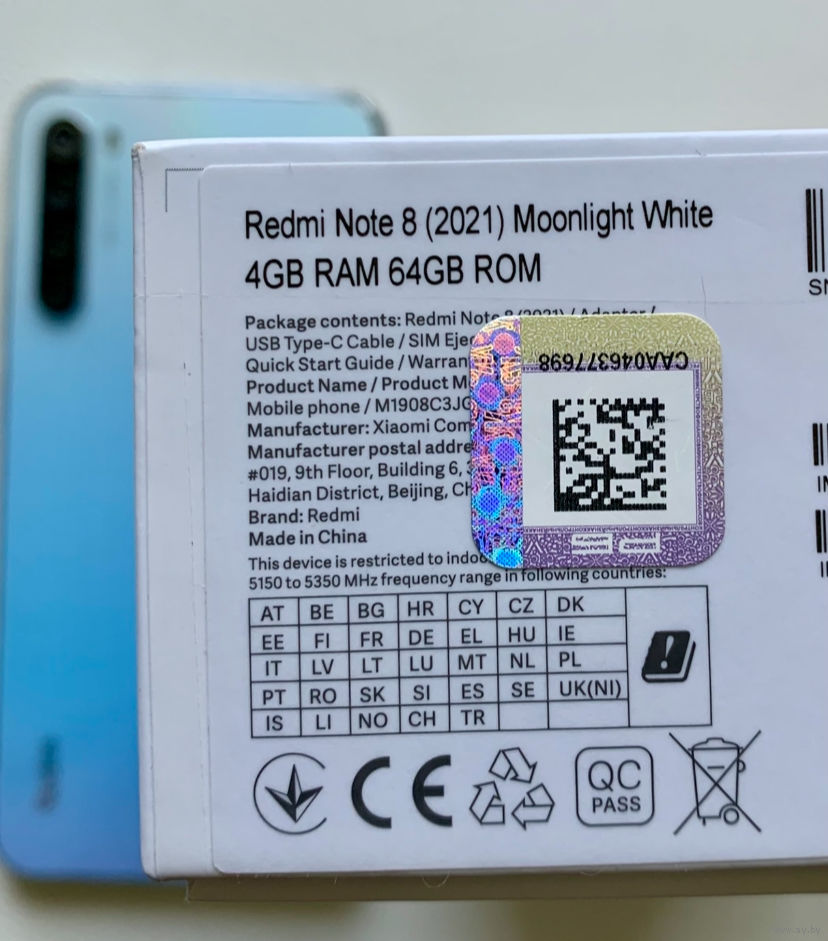 Redmi Note 8 (2021) Moonlight White
4GB RAM 64GB ROM
SN
Package contents: Redmi Note 8 (2021) / Adapter /
USB Type-C Cable / SIM Ejec
Quick Start Guide / Warran
Product Name / Product M
Mobile phone / M1908C3JG
Manufacturer: Xiaomi Com
Manufacturer postal addre
#019, 9th Floor, Building 6,
Haidian District, Beijing, Ch
Brand: Redmi
Made in China
CAA046377698
This device is restricted to indoo
5150 to 5350 MHz frequency range in following countries:
AT BE BG HR CY CZ DK
EE FI FR DE EL HU IE
IT LV LT LU MT NL PL
PT RO SK SI ES SE UK(NI)
IS LI NO CH TR
CE
QC
PASS
www.av.by